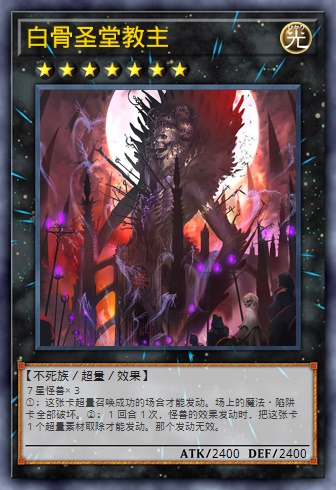 白骨圣堂教主
光
【不死族／超量／效果】
７星怪兽×３
①：这张卡超量召唤成功的场合才能发动。场上的魔法・陷阱
卡全部破坏。②：1 回合 1 次，怪兽的效果发动时，把这张卡
1 个超量素材取除才能发动。那个发动无效。
ATK/2400 DEF/2400